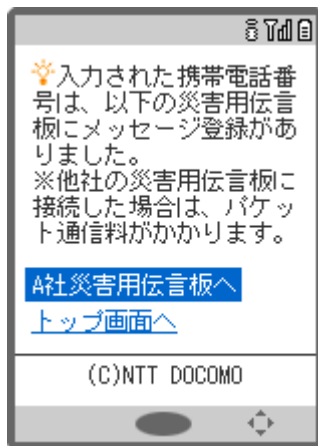 入力された携帯電話番
号は、以下の災害用伝言
板にメッセージ登録があ
りました。
※他社の災害用伝言板に
接続した場合は、パケッ
ト通信料がかかります。
A社災害用伝言板へ
トップ画面へ
(C)NTT DOCOMO